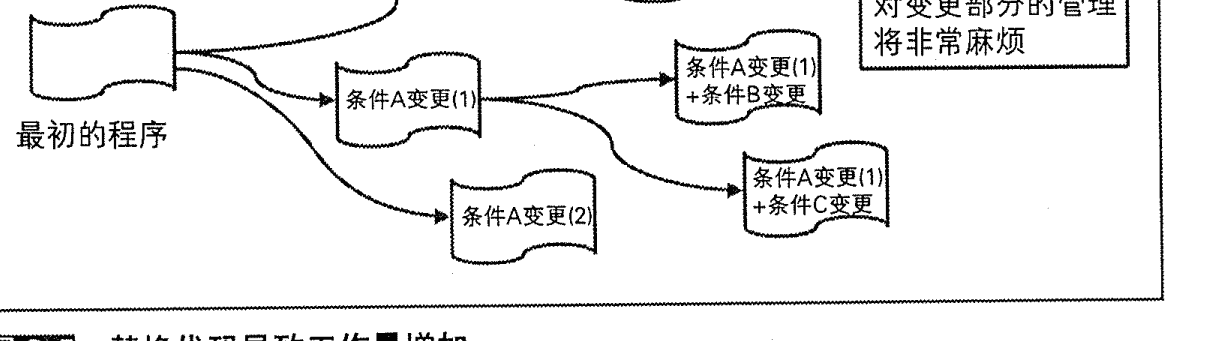 对变更部分的管理
将非常麻烦
条件A变更(1)
+条件B变更
条件A变更(1)
最初的程序
条件A变更(1)
+条件C变更
条件A变更(2)
替换代码导致工作量增加